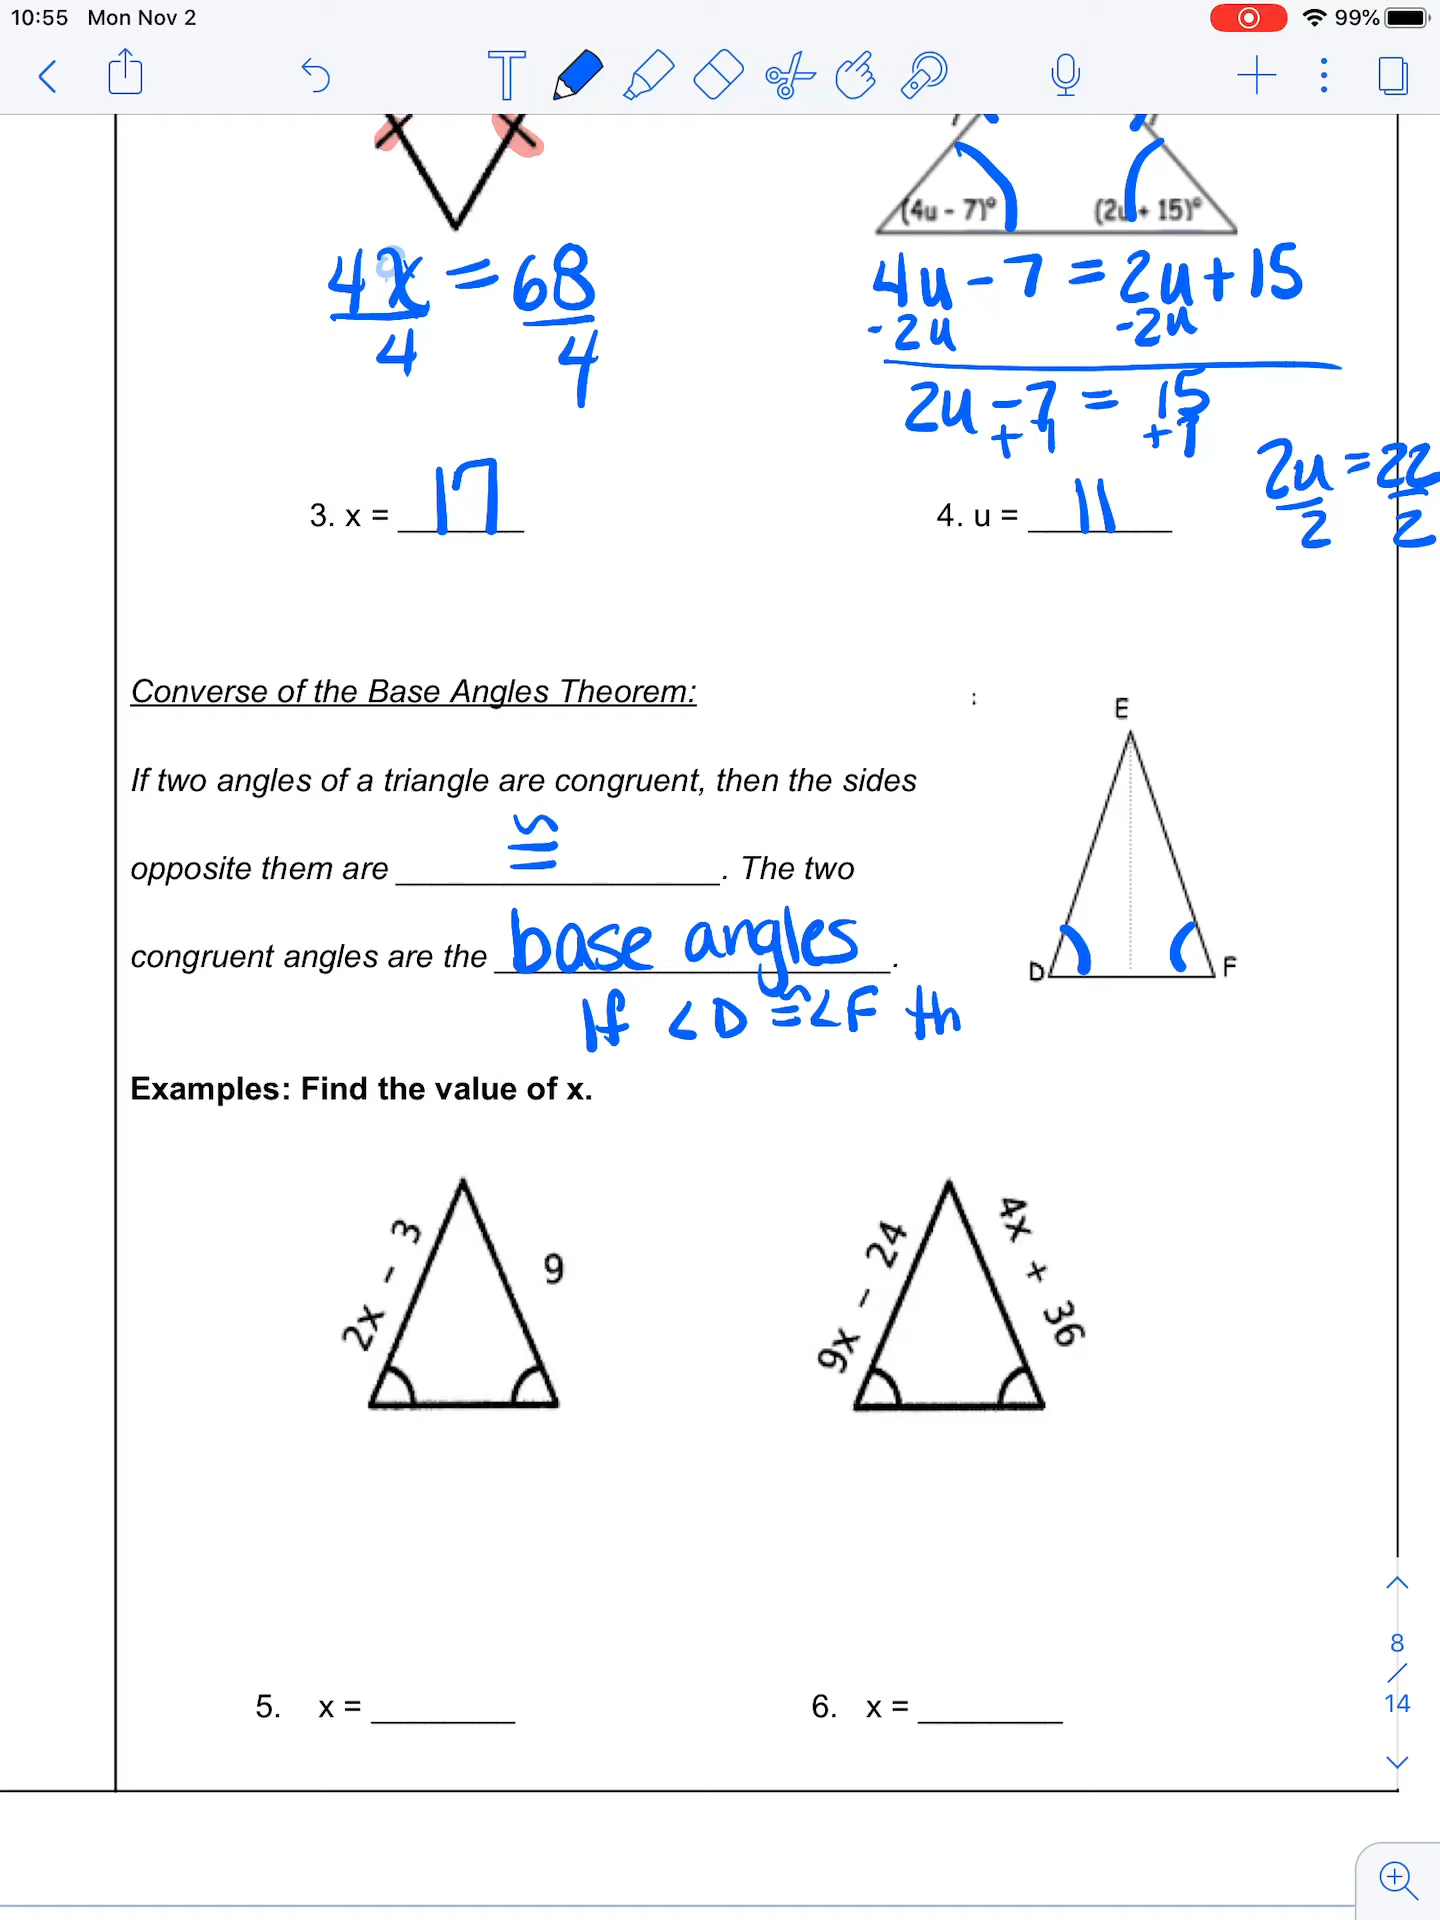 10:55 Mon Nov 2 99%
(4u - 7)° (2u + 15)°
4x = 68
4 4
4u - 7 = 2u + 15
-2u -2u
2u - 7 = 15
+7 +7
2u = 22
2 2
3. x = 17
4. u = 11
Converse of the Base Angles Theorem:
:
E
If two angles of a triangle are congruent, then the sides
opposite them are ≅. The two
congruent angles are the base angles.
D F
If <D ≅ <F th
Examples: Find the value of x.
2x - 3 9
9x - 24 4x + 36
5. x = ________
6. x = ________
8
/
14